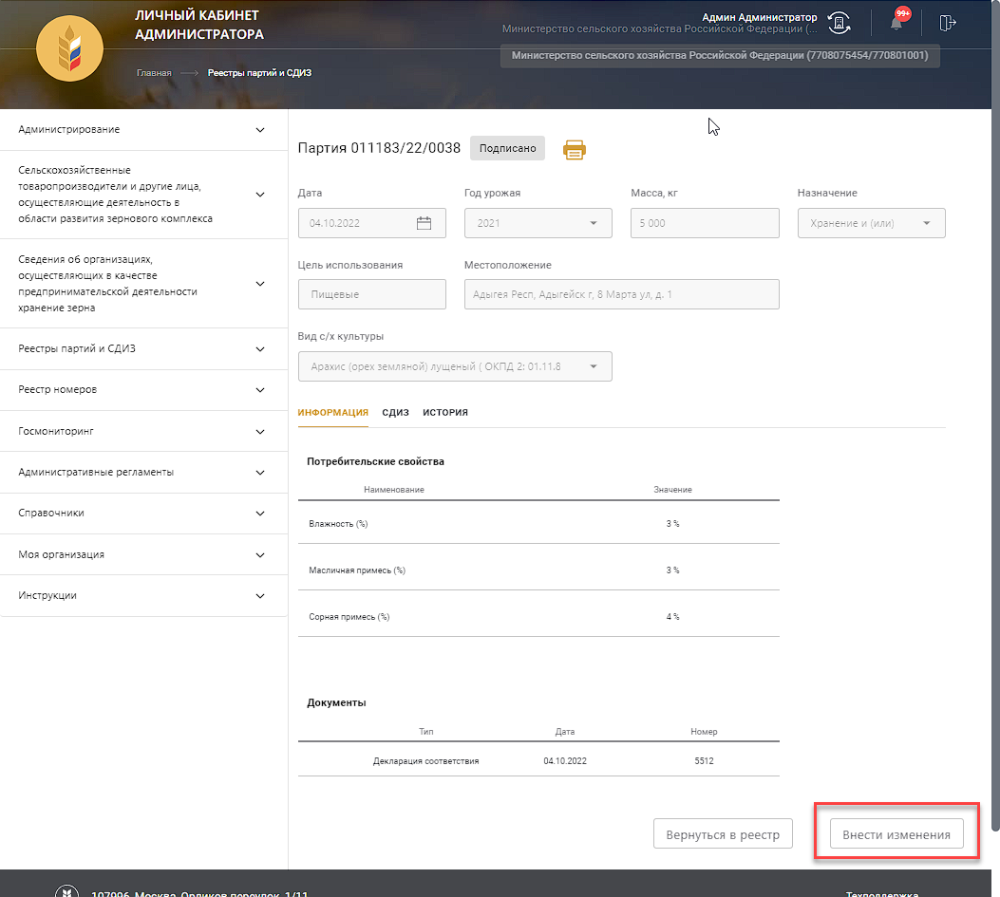 ЛИЧНЫЙ КАБИНЕТ
АДМИНИСТРАТОРА
Главная
Реестры партий и СДИЗ
Админ Администратор
Министерство сельского хозяйства Российской Федерации (...
99+
Министерство сельского хозяйства Российской Федерации (7708075454/770801001)
Администрирование
Сельскохозяйственные
товаропроизводители и другие лица,
осуществляющие деятельность в
области развития зернового комплекса
Сведения об организациях,
осуществляющих в качестве
предпринимательской деятельности
хранение зерна
Реестры партий и СДИЗ
Реестр номеров
Госмониторинг
Административные регламенты
Справочники
Моя организация
Инструкции
Партия 011183/22/0038
Подписано
Дата
Год урожая
Масса, кг
Назначение
04.10.2022
2021
5 000
Хранение и (или)
Цель использования
Местоположение
Пищевые
Адыгея Респ, Адыгейск г, 8 Марта ул, д. 1
Вид с/х культуры
Арахис (орех земляной) лущеный ( ОКПД 2: 01.11.8
ИНФОРМАЦИЯ
СДИЗ
ИСТОРИЯ
Потребительские свойства
Наименование
Значение
Влажность (%)
3 %
Масличная примесь (%)
3 %
Сорная примесь (%)
4 %
Документы
Тип
Дата
Номер
Декларация соответствия
04.10.2022
5512
Вернуться в реестр
Внести изменения
107996, Москва, Орликов переулок, 1/11
Техподдержка